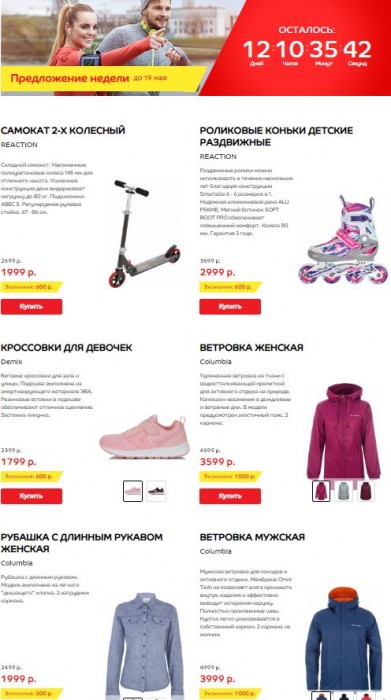 ОСТАЛОСЬ:
12:10:35:42
Дней Часов Минут Секунд
Предложение недели до 19 мая
САМОКАТ 2-Х КОЛЕСНЫЙ
REACTION
Складной самокат. Увеличенные
полиуретановые колеса 145 мм для
отличного наката. Усиленная
конструкция деки выдерживает
нагрузку до 80 кг. Подшипники
ABEC 5. Регулируемая рулевая
стойка: 67 - 86 см.
2599 р.
1999 р.
Экономия: 600 р.
Купить
РОЛИКОВЫЕ КОНЬКИ ДЕТСКИЕ
РАЗДВИЖНЫЕ
REACTION
Раздвижные ролики можно
использовать в течение нескольких
лет благодаря конструкции
6 размеров в 1.
Надежная алюминиевая рама ALU
FRAME. Мягкий ботинок SOFT
BOOT PRO обеспечивает
повышенный комфорт. Колеса 80
мм. Гарантия 3 года.
3599 р.
2999 р.
Экономия: 600 р.
Купить
КРОССОВКИ ДЛЯ ДЕВОЧЕК
Demix
Беговые кроссовки для зала и
улицы. Подошва выполнена из
амортизирующего материала ЭВА.
Резиновые вставки в подошве
обеспечивают отличное сцепление.
Застежка-липучка.
2399 р.
1799 р.
Экономия: 600 р.
Купить
ВЕТРОВКА ЖЕНСКАЯ
Columbia
Удлиненная ветровка из ткани с
водоотталкивающей пропиткой
для активного отдыха на природе.
Капюшон незаменим в дождливые
и ветреные дни. В модели
предусмотрен эластичный пояс, 2
кармана.
4599 р.
3599 р.
Экономия: 1000 р.
Купить
РУБАШКА С ДЛИННЫМ РУКАВОМ
ЖЕНСКАЯ
Columbia
Рубашка с длинным рукавом.
Модель выполнена из легкого
"дышащего" хлопка. 2 нагрудных
кармана.
2499 р.
1999 р.
Экономия: 500 р.
ВЕТРОВКА МУЖСКАЯ
Columbia
Мужская ветровка для походов и
активного отдыха. Мембрана Omni
Tech не позволяет влаге проникать
внутрь изделия и эффективно
выводит испарения наружу.
Полностью проклеенные швы.
Куртка легко упаковывается в
собственный карман. 2 кармана на
молнии.
4999 р.
3999 р.
Экономия: 1000 р.